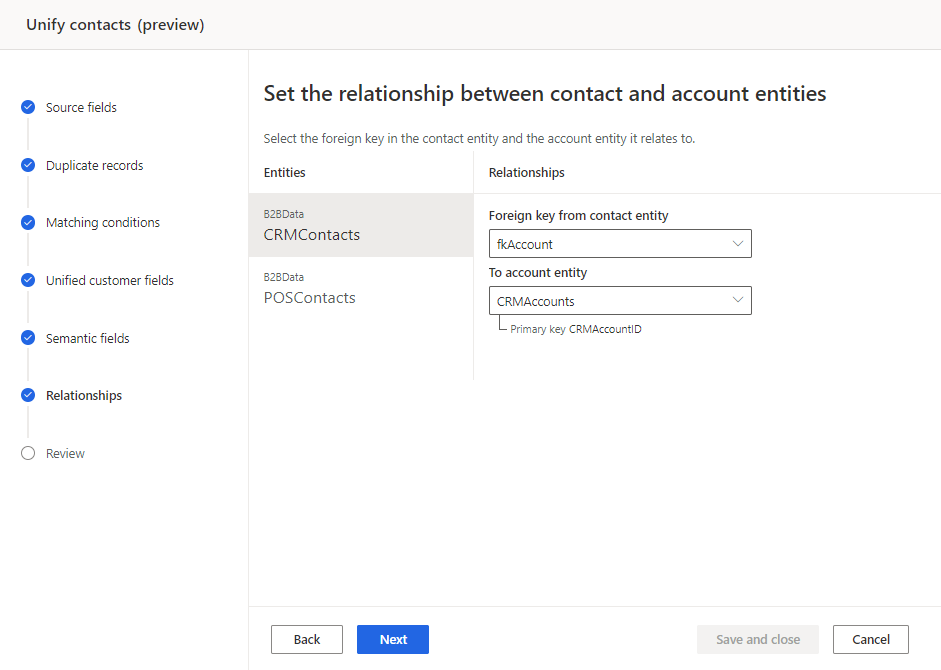 Unify contacts (preview)
Source fields
Duplicate records
Matching conditions
Unified customer fields
Semantic fields
Relationships
Review
Set the relationship between contact and account entities
Select the foreign key in the contact entity and the account entity it relates to.
Entities
B2BData
CRMContacts
B2BData
POSContacts
Relationships
Foreign key from contact entity
fkAccount
To account entity
CRMAccounts
Primary key CRMAccountID
Back
Next
Save and close
Cancel